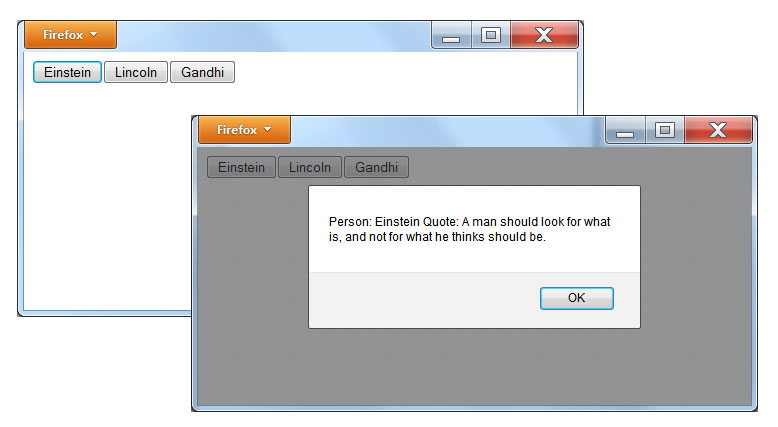 Firefox
Einstein Lincoln Gandhi
Firefox
Einstein Lincoln Gandhi
Person: Einstein Quote: A man should look for what
is, and not for what he thinks should be.
OK